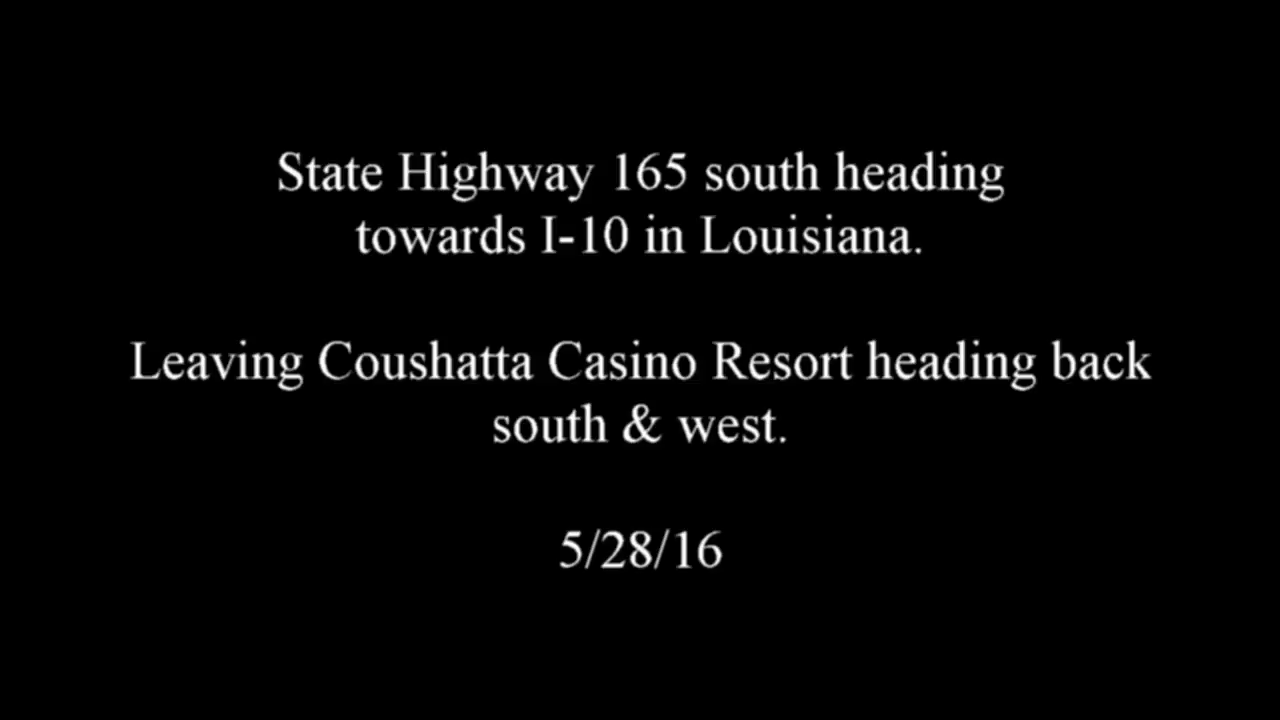 State Highway 165 south heading
towards I-10 in Louisiana.
Leaving Coushatta Casino Resort heading back
south & west.
5/28/16